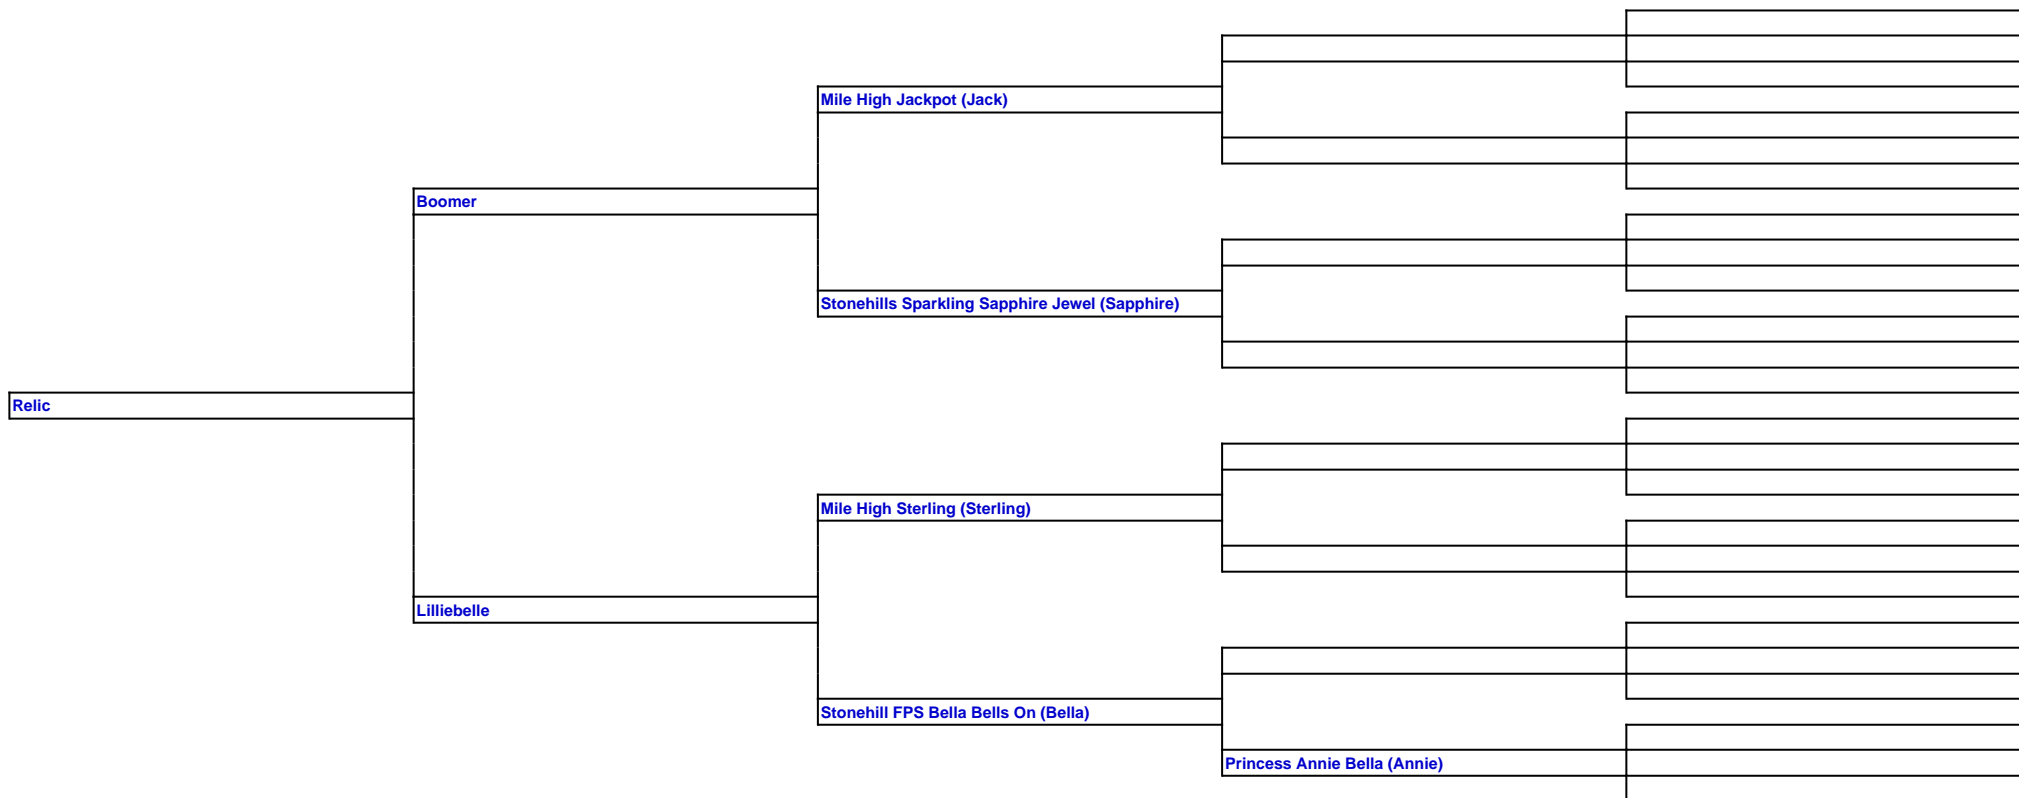 Mile High Jackpot (Jack)
Boomer
Stonehills Sparkling Sapphire Jewel (Sapphire)
Relic
Mile High Sterling (Sterling)
Lilliebelle
Stonehill FPS Bella Bells On (Bella)
Princess Annie Bella (Annie)